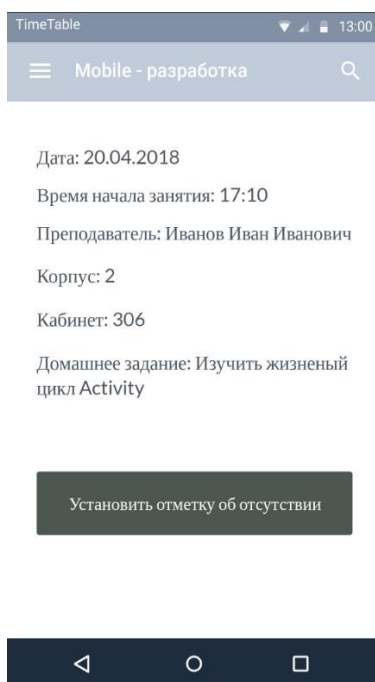 TimeTable 13:00
Mobile - разработка
Дата: 20.04.2018
Время начала занятия: 17:10
Преподаватель: Иванов Иван Иванович
Корпус: 2
Кабинет: 306
Домашнее задание: Изучить жизненый
цикл Activity
Установить отметку об отсутствии